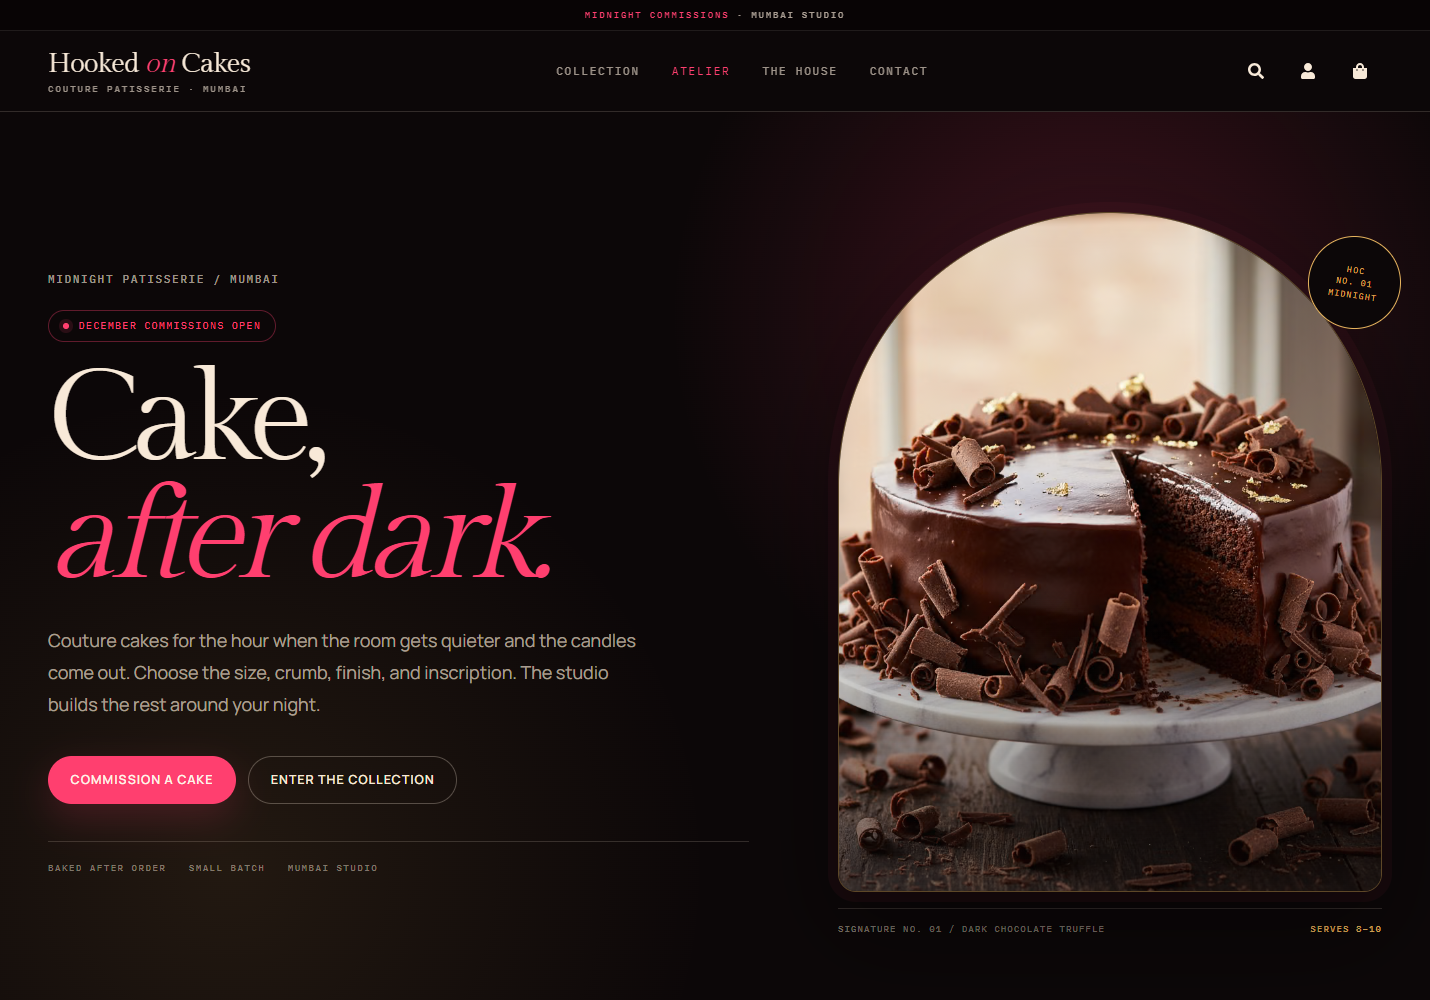 MIDNIGHT COMMISSIONS · MUMBAI STUDIO
Hooked on Cakes
COUTURE PATISSERIE · MUMBAI
COLLECTION
ATELIER
THE HOUSE
CONTACT
MIDNIGHT PATISSERIE / MUMBAI
DECEMBER COMMISSIONS OPEN
Cake,
after dark.
Couture cakes for the hour when the room gets quieter and the candles
come out. Choose the size, crumb, finish, and inscription. The studio
builds the rest around your night.
COMMISSION A CAKE
ENTER THE COLLECTION
BAKED AFTER ORDER
SMALL BATCH
MUMBAI STUDIO
HOC
NO. 01
MIDNIGHT
SIGNATURE NO. 01 / DARK CHOCOLATE TRUFFLE
SERVES 8–10